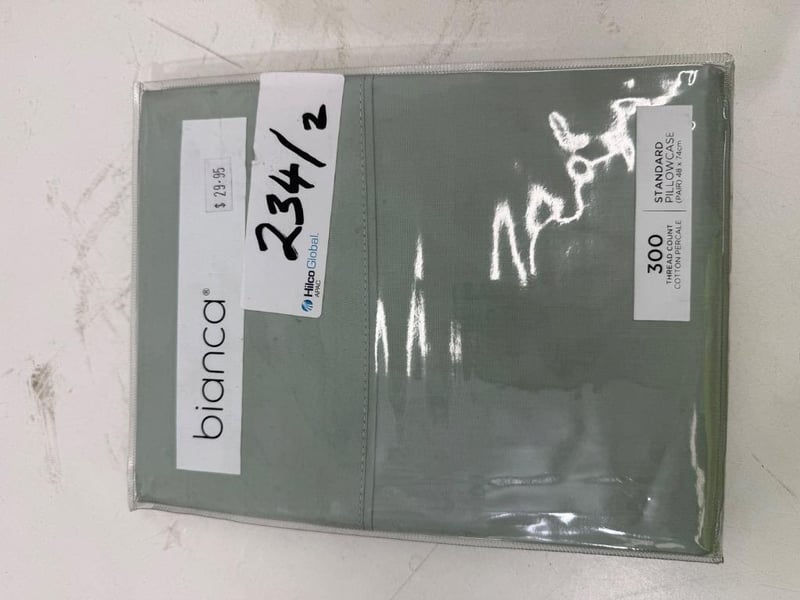 bianca®
$ 29.95
234/2
Hilco Global.
APAC
300
THREAD COUNT
COTTON PERCALE
STANDARD
PILLOWCASE
(PAIR) 48 x 74cm